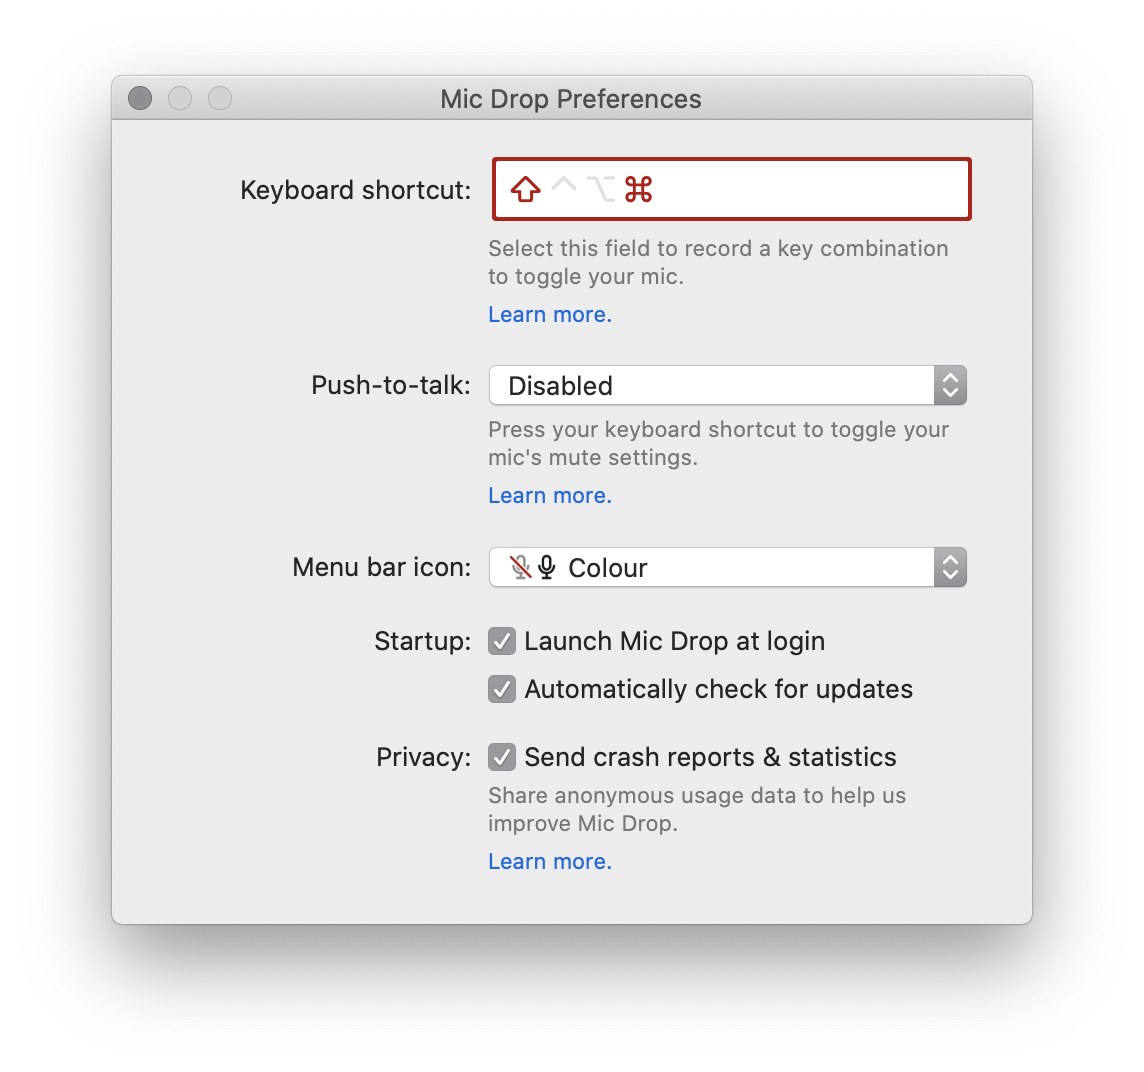 Mic Drop Preferences
Keyboard shortcut: ⇧⌃⌥⌘
Select this field to record a key combination
to toggle your mic.
Learn more.
Push-to-talk: Disabled
Press your keyboard shortcut to toggle your
mic's mute settings.
Learn more.
Menu bar icon: Colour
Startup: Launch Mic Drop at login
Automatically check for updates
Privacy: Send crash reports & statistics
Share anonymous usage data to help us
improve Mic Drop.
Learn more.